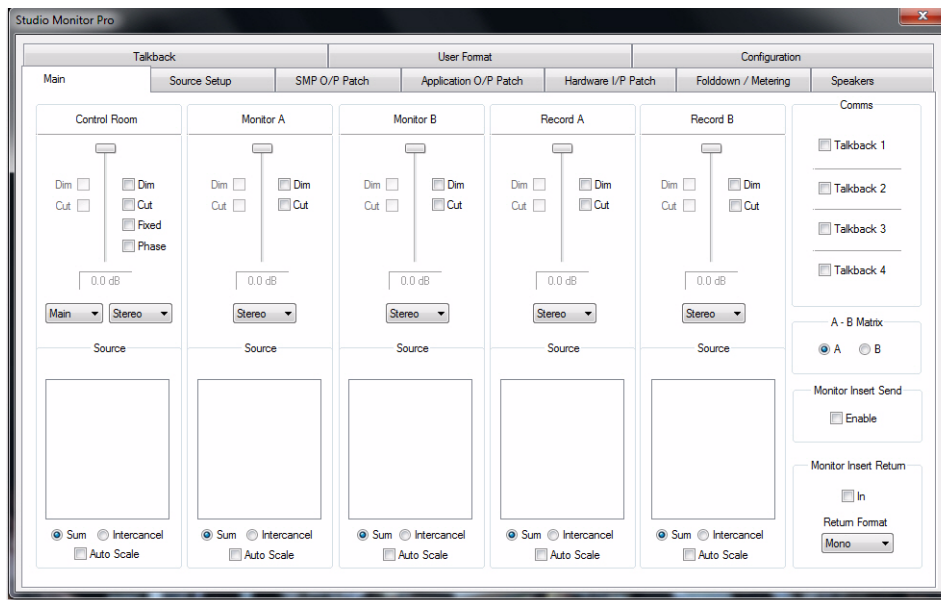 Studio Monitor Pro
Talkback User Format Configuration
Main Source Setup SMP O/P Patch Application O/P Patch Hardware I/P Patch Folddown / Metering Speakers
Control Room Monitor A Monitor B Record A Record B Comms
Talkback 1
Dim Dim Dim Dim Dim Dim Dim Dim Dim Dim Talkback 2
Cut Cut Cut Cut Cut Cut Cut Cut Cut Cut
Fixed Talkback 3
Phase
Talkback 4
0.0 dB 0.0 dB 0.0 dB 0.0 dB 0.0 dB
Main Stereo Stereo Stereo Stereo Stereo
A - B Matrix
Source Source Source Source Source A B
Monitor Insert Send
Enable
Monitor Insert Return
In
Return Format
Sum Intercancel Sum Intercancel Sum Intercancel Sum Intercancel Sum Intercancel Mono
Auto Scale Auto Scale Auto Scale Auto Scale Auto Scale